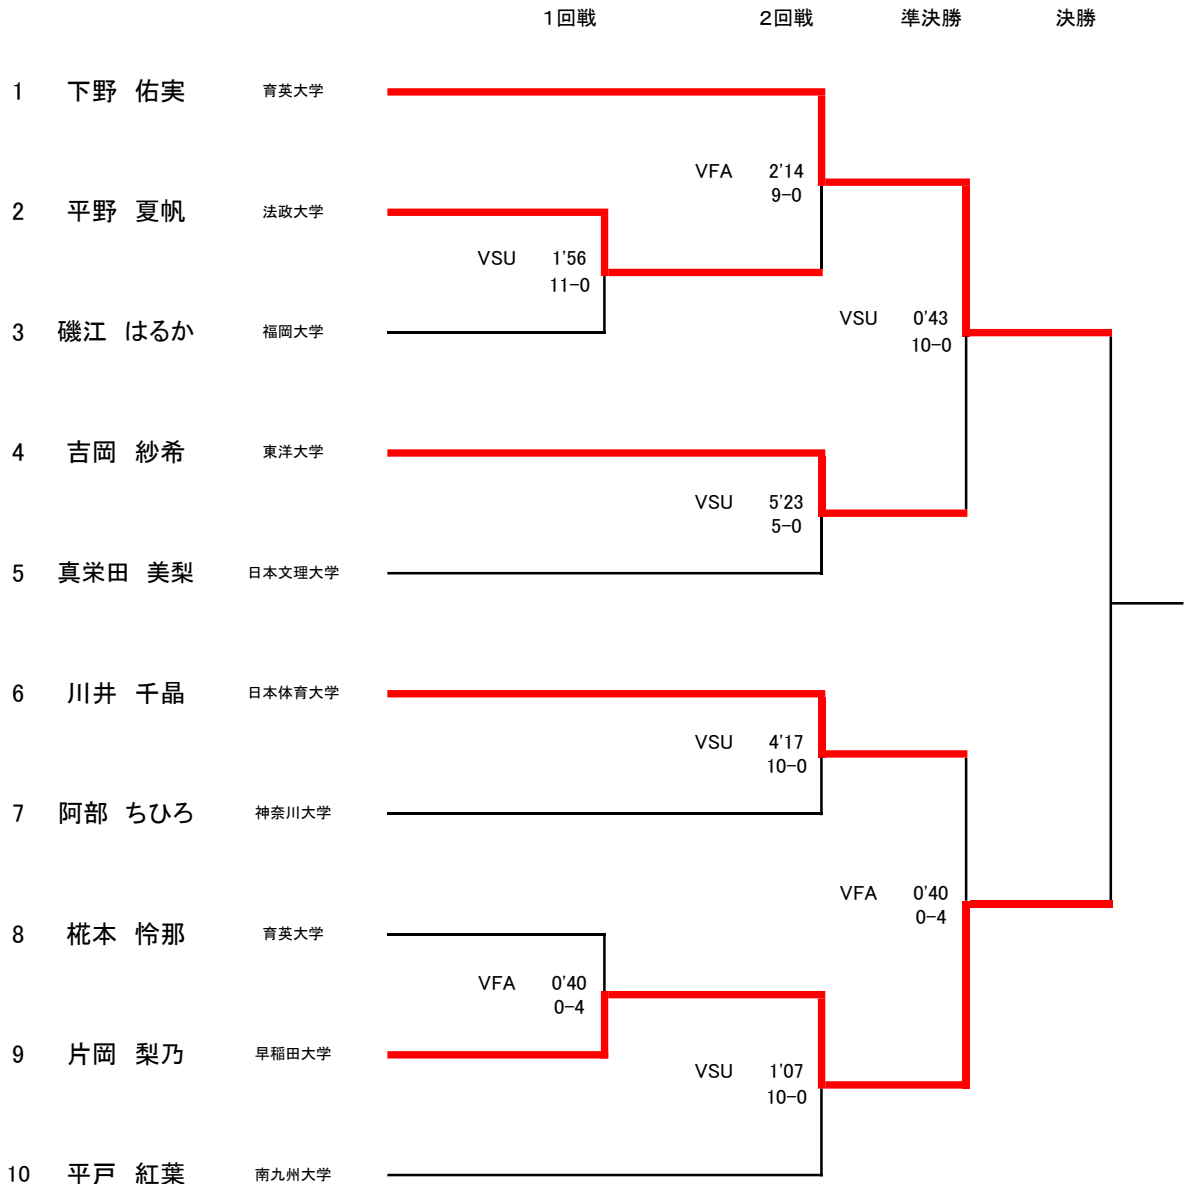 １回戦 ２回戦 準決勝 決勝
1 下野 佑実 育英大学
VFA 2'14
9-0
2 平野 夏帆 法政大学
VSU 1'56
11-0
VSU 0'43
10-0
3 磯江 はるか 福岡大学
4 吉岡 紗希 東洋大学
VSU 5'23
5-0
5 真栄田 美梨 日本文理大学
6 川井 千晶 日本体育大学
VSU 4'17
10-0
7 阿部 ちひろ 神奈川大学
VFA 0'40
0-4
8 椛本 怜那 育英大学
VFA 0'40
0-4
9 片岡 梨乃 早稲田大学
VSU 1'07
10-0
10 平戸 紅葉 南九州大学